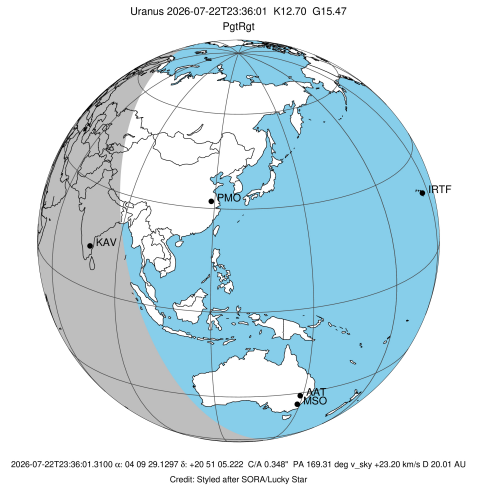 Uranus 2026-07-22T23:36:01  K12.70  G15.47
PgtRgt
PMO
IRTF
KAV
AAT
MSO
2026-07-22T23:36:01.3100 α: 04 09 29.1297 δ: +20 51 05.222  C/A 0.348"  PA 169.31 deg v_sky +23.20 km/s D 20.01 AU
Credit: Styled after SORA/Lucky Star